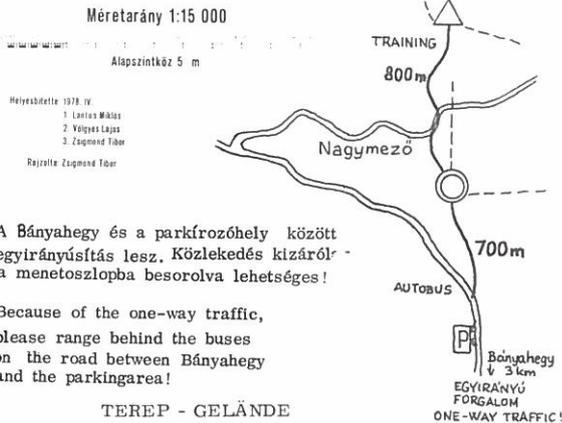 Méretarány 1:15 000
Alapszintköz 5 m
Helyesbítette 1978. IV.
1. Lantos Miklós
2. Völgyes Lajos
3. Zsigmond Tibor
Rajzolta Zsigmond Tibor
TRAINING
800m
Nagymező
700m
AUTOBUS
P
Bányahegy
3 km
EGYIRÁNYÚ
FORGALOM
ONE-WAY TRAFFIC!
A Bányahegy és a parkírozóhely között
egyirányúsítás lesz. Közlekedés
a menetoszlopba besorolva lehetséges!
Because of the one-way traffic,
please range behind the buses
on the road between Bányahegy
and the parkingarea!
TEREP - GELÄNDE